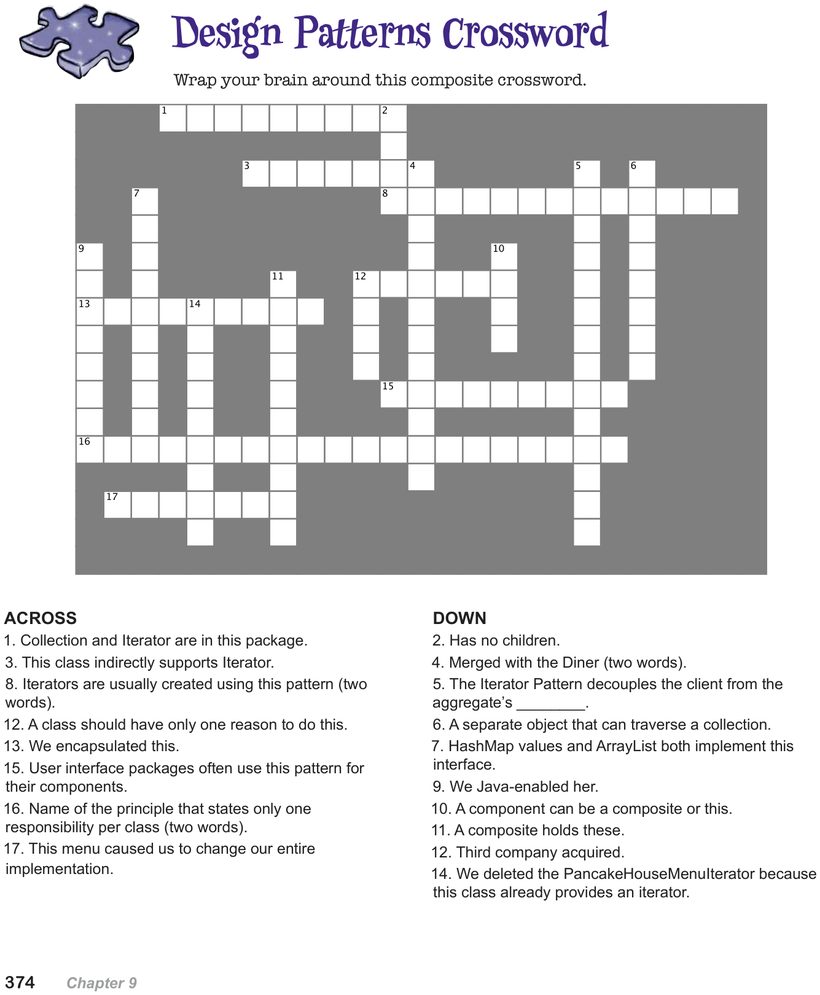 Design Patterns Crossword
Wrap your brain around this composite crossword.
1 2
3 4 5 6
7 8
9 10
11 12
13 14
15
16
17
ACROSS
1. Collection and Iterator are in this package.
3. This class indirectly supports Iterator.
8. Iterators are usually created using this pattern (two
words).
12. A class should have only one reason to do this.
13. We encapsulated this.
15. User interface packages often use this pattern for
their components.
16. Name of the principle that states only one
responsibility per class (two words).
17. This menu caused us to change our entire
implementation.
DOWN
2. Has no children.
4. Merged with the Diner (two words).
5. The Iterator Pattern decouples the client from the
aggregate’s ________.
6. A separate object that can traverse a collection.
7. HashMap values and ArrayList both implement this
interface.
9. We Java-enabled her.
10. A component can be a composite or this.
11. A composite holds these.
12. Third company acquired.
14. We deleted the PancakeHouseMenuIterator because
this class already provides an iterator.
374 Chapter 9